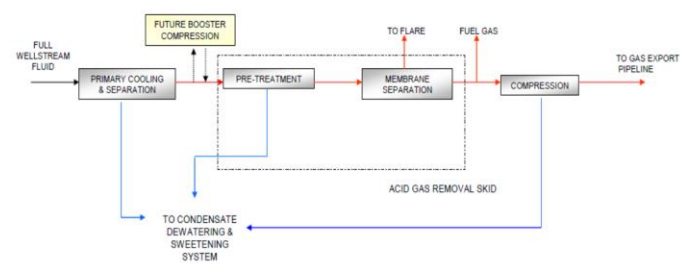 FUTURE BOOSTER
COMPRESSION
FULL
WELLSTREAM
FLUID
TO FLARE
FUEL GAS
TO GAS EXPORT
PIPELINE
PRIMARY COOLING
& SEPARATION
PRE-TREATMENT
MEMBRANE
SEPARATION
COMPRESSION
ACID GAS REMOVAL SKID
TO CONDENSATE
DEWATERING &
SWEETENING
SYSTEM